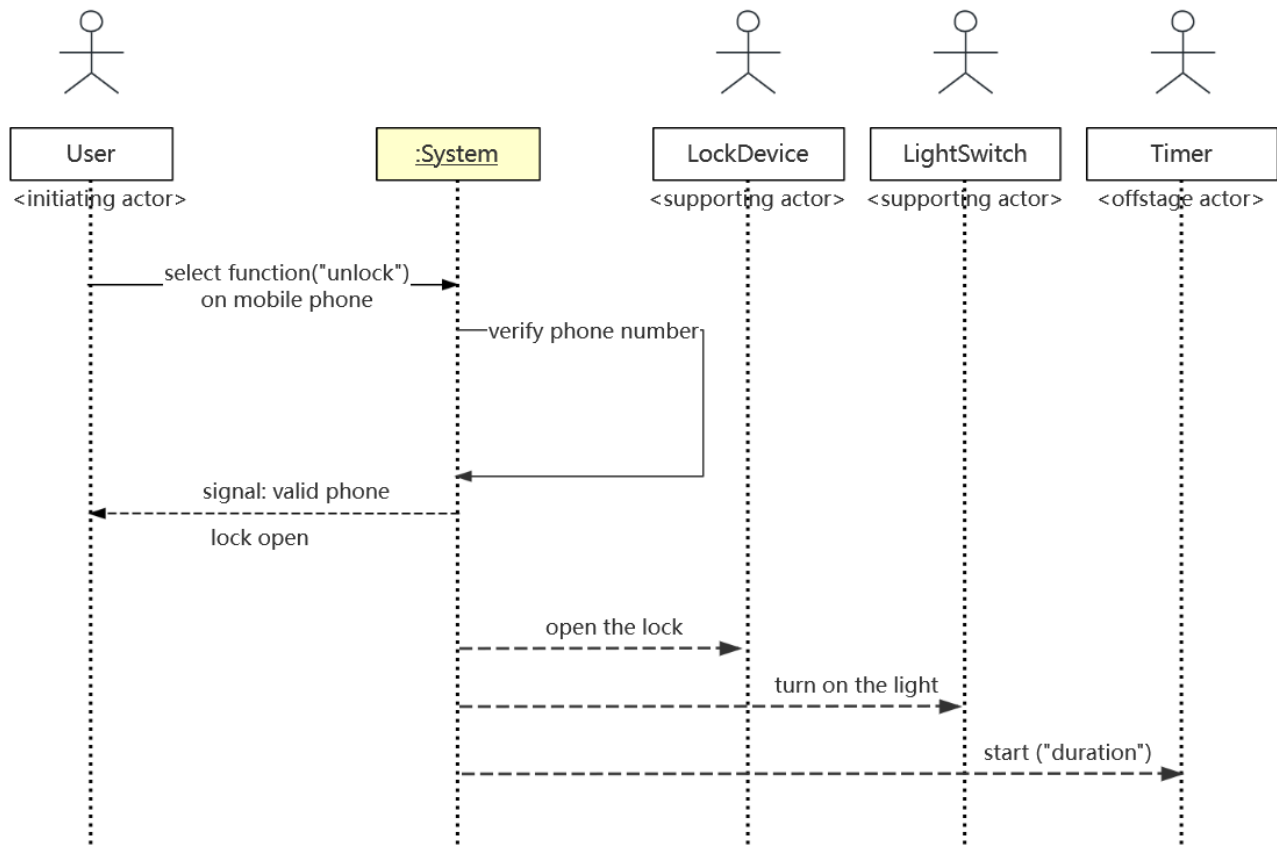 User
:System
LockDevice
LightSwitch
Timer
<initiating actor>
<supporting actor>
<supporting actor>
<offstage actor>
select function("unlock")
on mobile phone
verify phone number
signal: valid phone
lock open
open the lock
turn on the light
start ("duration")